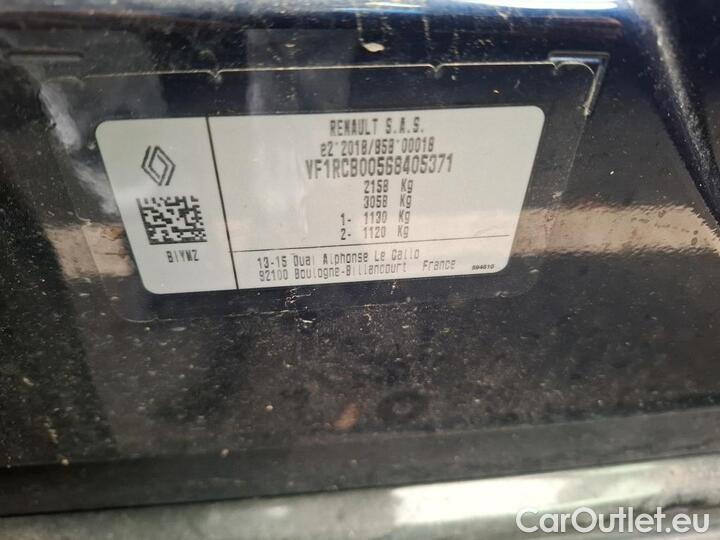 RENAULT S.A.S.
e2*2018/858*00018
VF1RCB00568405371
2158 Kg
3058 Kg
1- 1130 Kg
2- 1120 Kg
BIYMZ
13-15 Quai Alphonse Le Gallo
92100 Boulogne-Billancourt France
594610
CarOutlet.eu